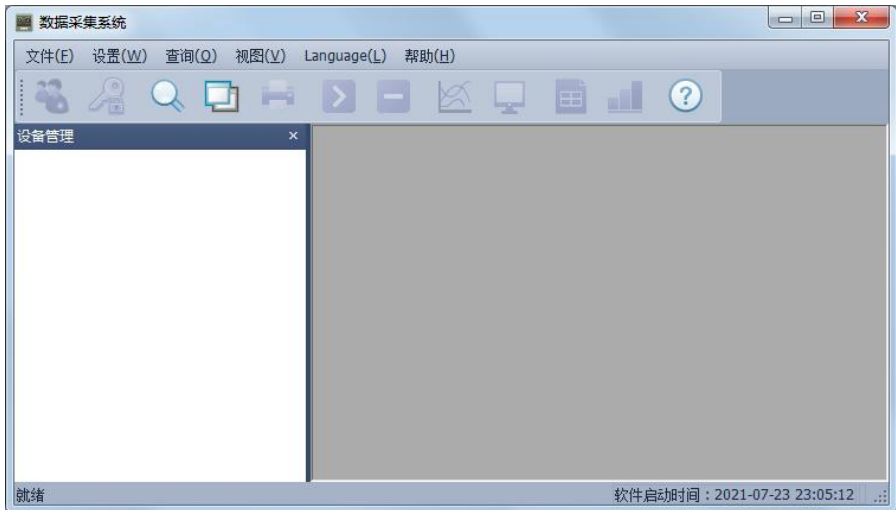 数据采集系统
文件(F) 设置(W) 查询(Q) 视图(V) Language(L) 帮助(H)
设备管理
就绪 软件启动时间：2021-07-23 23:05:12